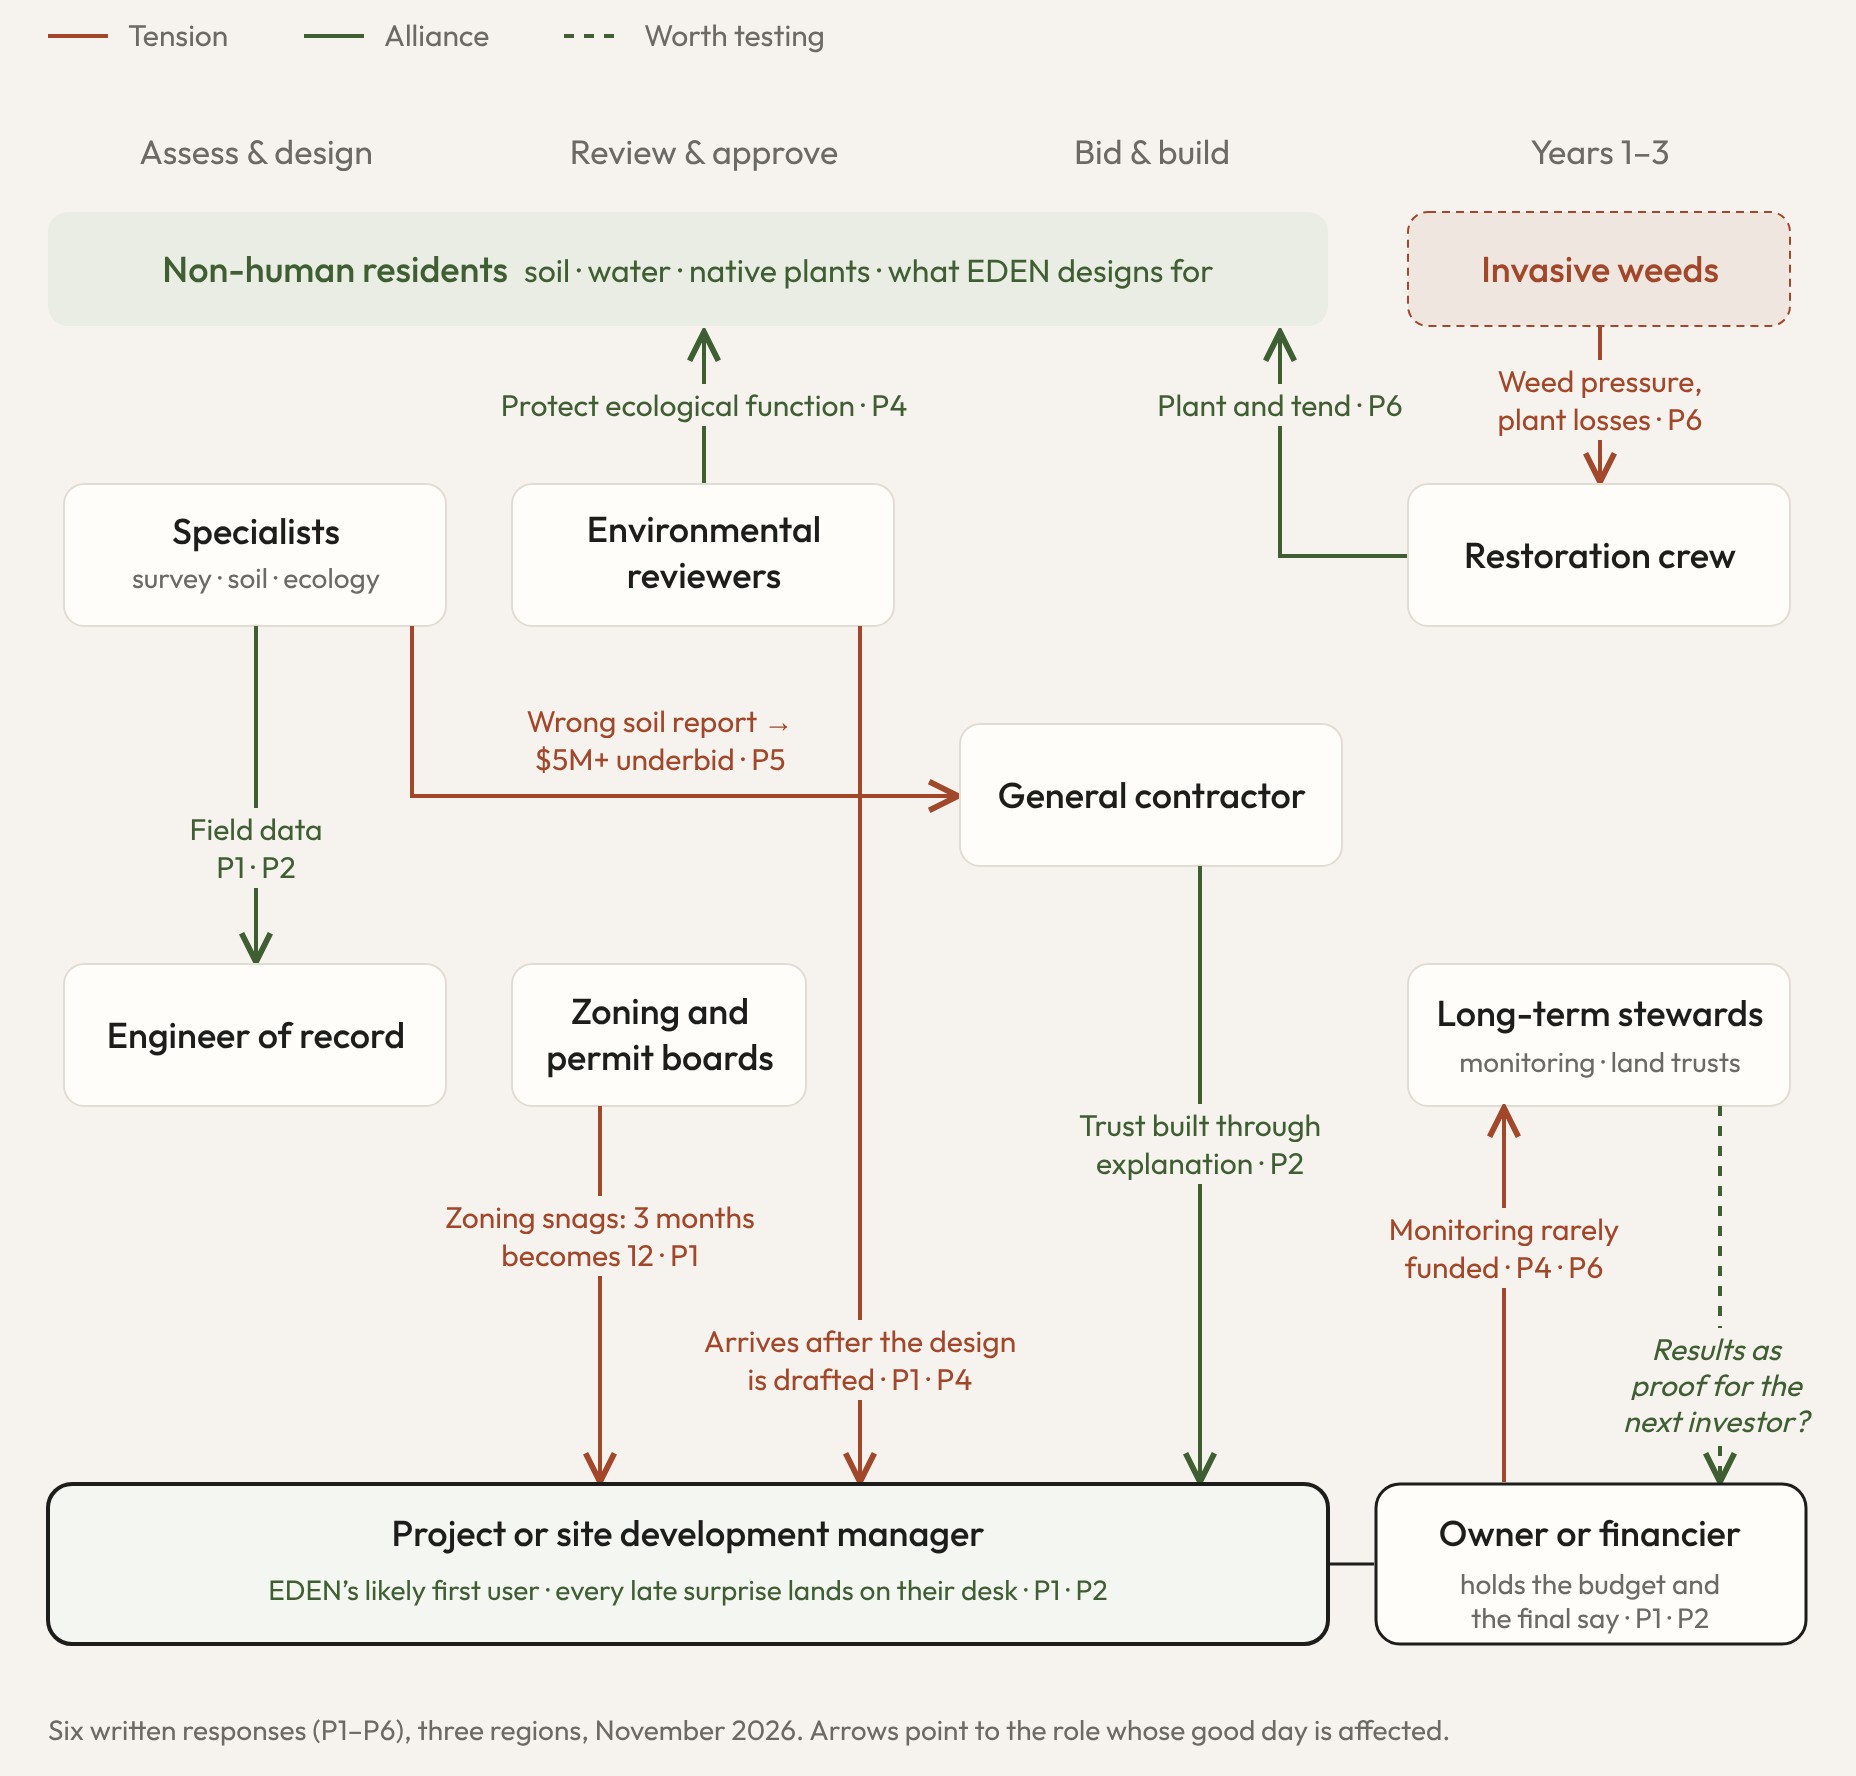 Tension
Alliance
Worth testing
Assess & design
Review & approve
Bid & build
Years 1–3
Non-human residents soil · water · native plants · what EDEN designs for
Invasive weeds
Protect ecological function · P4
Plant and tend · P6
Weed pressure,
plant losses · P6
Specialists
survey · soil · ecology
Environmental
reviewers
Restoration crew
Wrong soil report →
$5M+ underbid · P5
General contractor
Field data
P1 · P2
Engineer of record
Zoning and
permit boards
Long-term stewards
monitoring · land trusts
Trust built through
explanation · P2
Zoning snags: 3 months
becomes 12 · P1
Monitoring rarely
funded · P4 · P6
Arrives after the design
is drafted · P1 · P4
Results as
proof for the
next investor?
Project or site development manager
EDEN’s likely first user · every late surprise lands on their desk · P1 · P2
Owner or financier
holds the budget and
the final say · P1 · P2
Six written responses (P1–P6), three regions, November 2026. Arrows point to the role whose good day is affected.